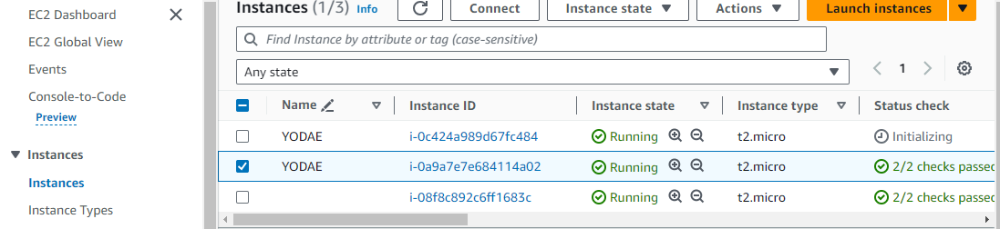 EC2 Dashboard
EC2 Global View
Events
Console-to-Code
Preview
Instances
Instances
Instance Types
Instances (1/3) Info Connect Instance state Actions Launch instances
Find Instance by attribute or tag (case-sensitive)
Any state 1
Name Instance ID Instance state Instance type Status check
YODAE i-0c424a989d67fc484 Running t2.micro Initializing
YODAE i-0a9a7e7e684114a02 Running t2.micro 2/2 checks passed
i-08f8c892c6ff1683c Running t2.micro 2/2 checks passed